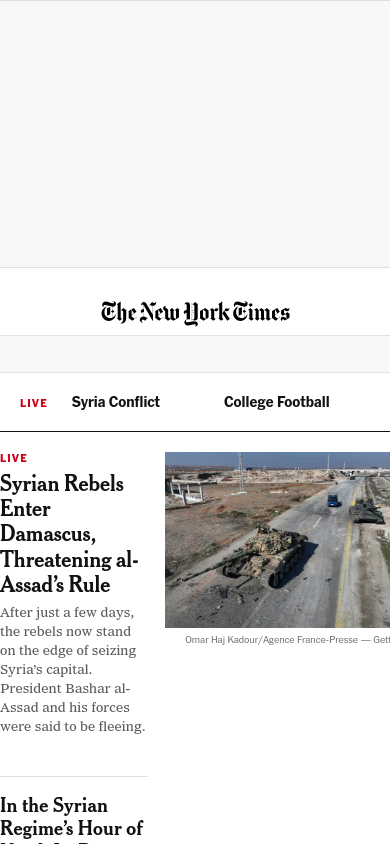 The New York Times
LIVE
Syria Conflict
College Football
LIVE
Syrian Rebels
Enter
Damascus,
Threatening al-
Assad’s Rule
After just a few days,
the rebels now stand
on the edge of seizing
Syria’s capital.
President Bashar al-
Assad and his forces
were said to be fleeing.
Omar Haj Kadour/Agence France-Presse — Gett
In the Syrian
Regime’s Hour of